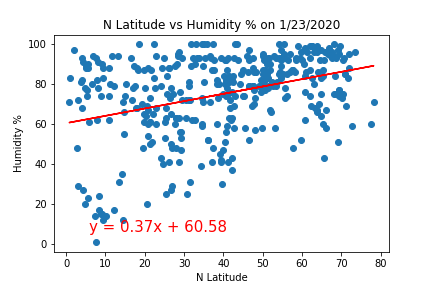 N Latitude vs Humidity % on 1/23/2020
100
80
60
40
20
0
Humidity %
y = 0.37x + 60.58
0 10 20 30 40 50 60 70 80
N Latitude